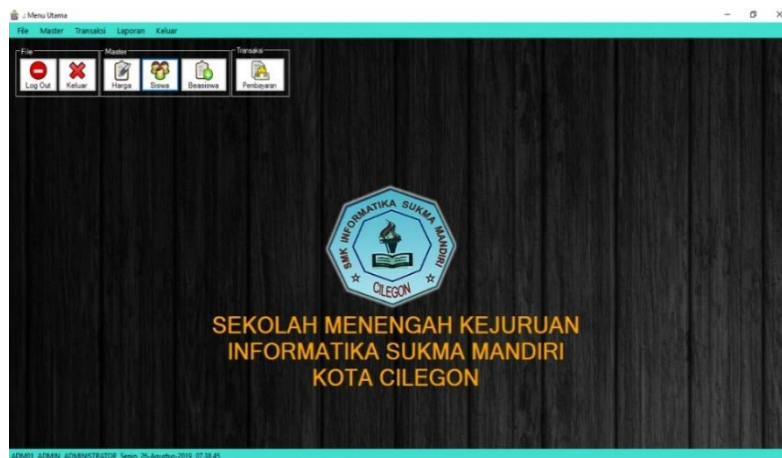 .: Menu Utama
File Master Transaksi Laporan Keluar
File Master Transaksi
Log Out Keluar Harga Siswa Beasiswa Pembayaran
SMK INFORMATIKA SUKMA MANDIRI
CILEGON
SEKOLAH MENENGAH KEJURUAN
INFORMATIKA SUKMA MANDIRI
KOTA CILEGON
ADM01 ADMIN ADMINISTRATOR Senin, 26-Agustus-2019 07.38.45